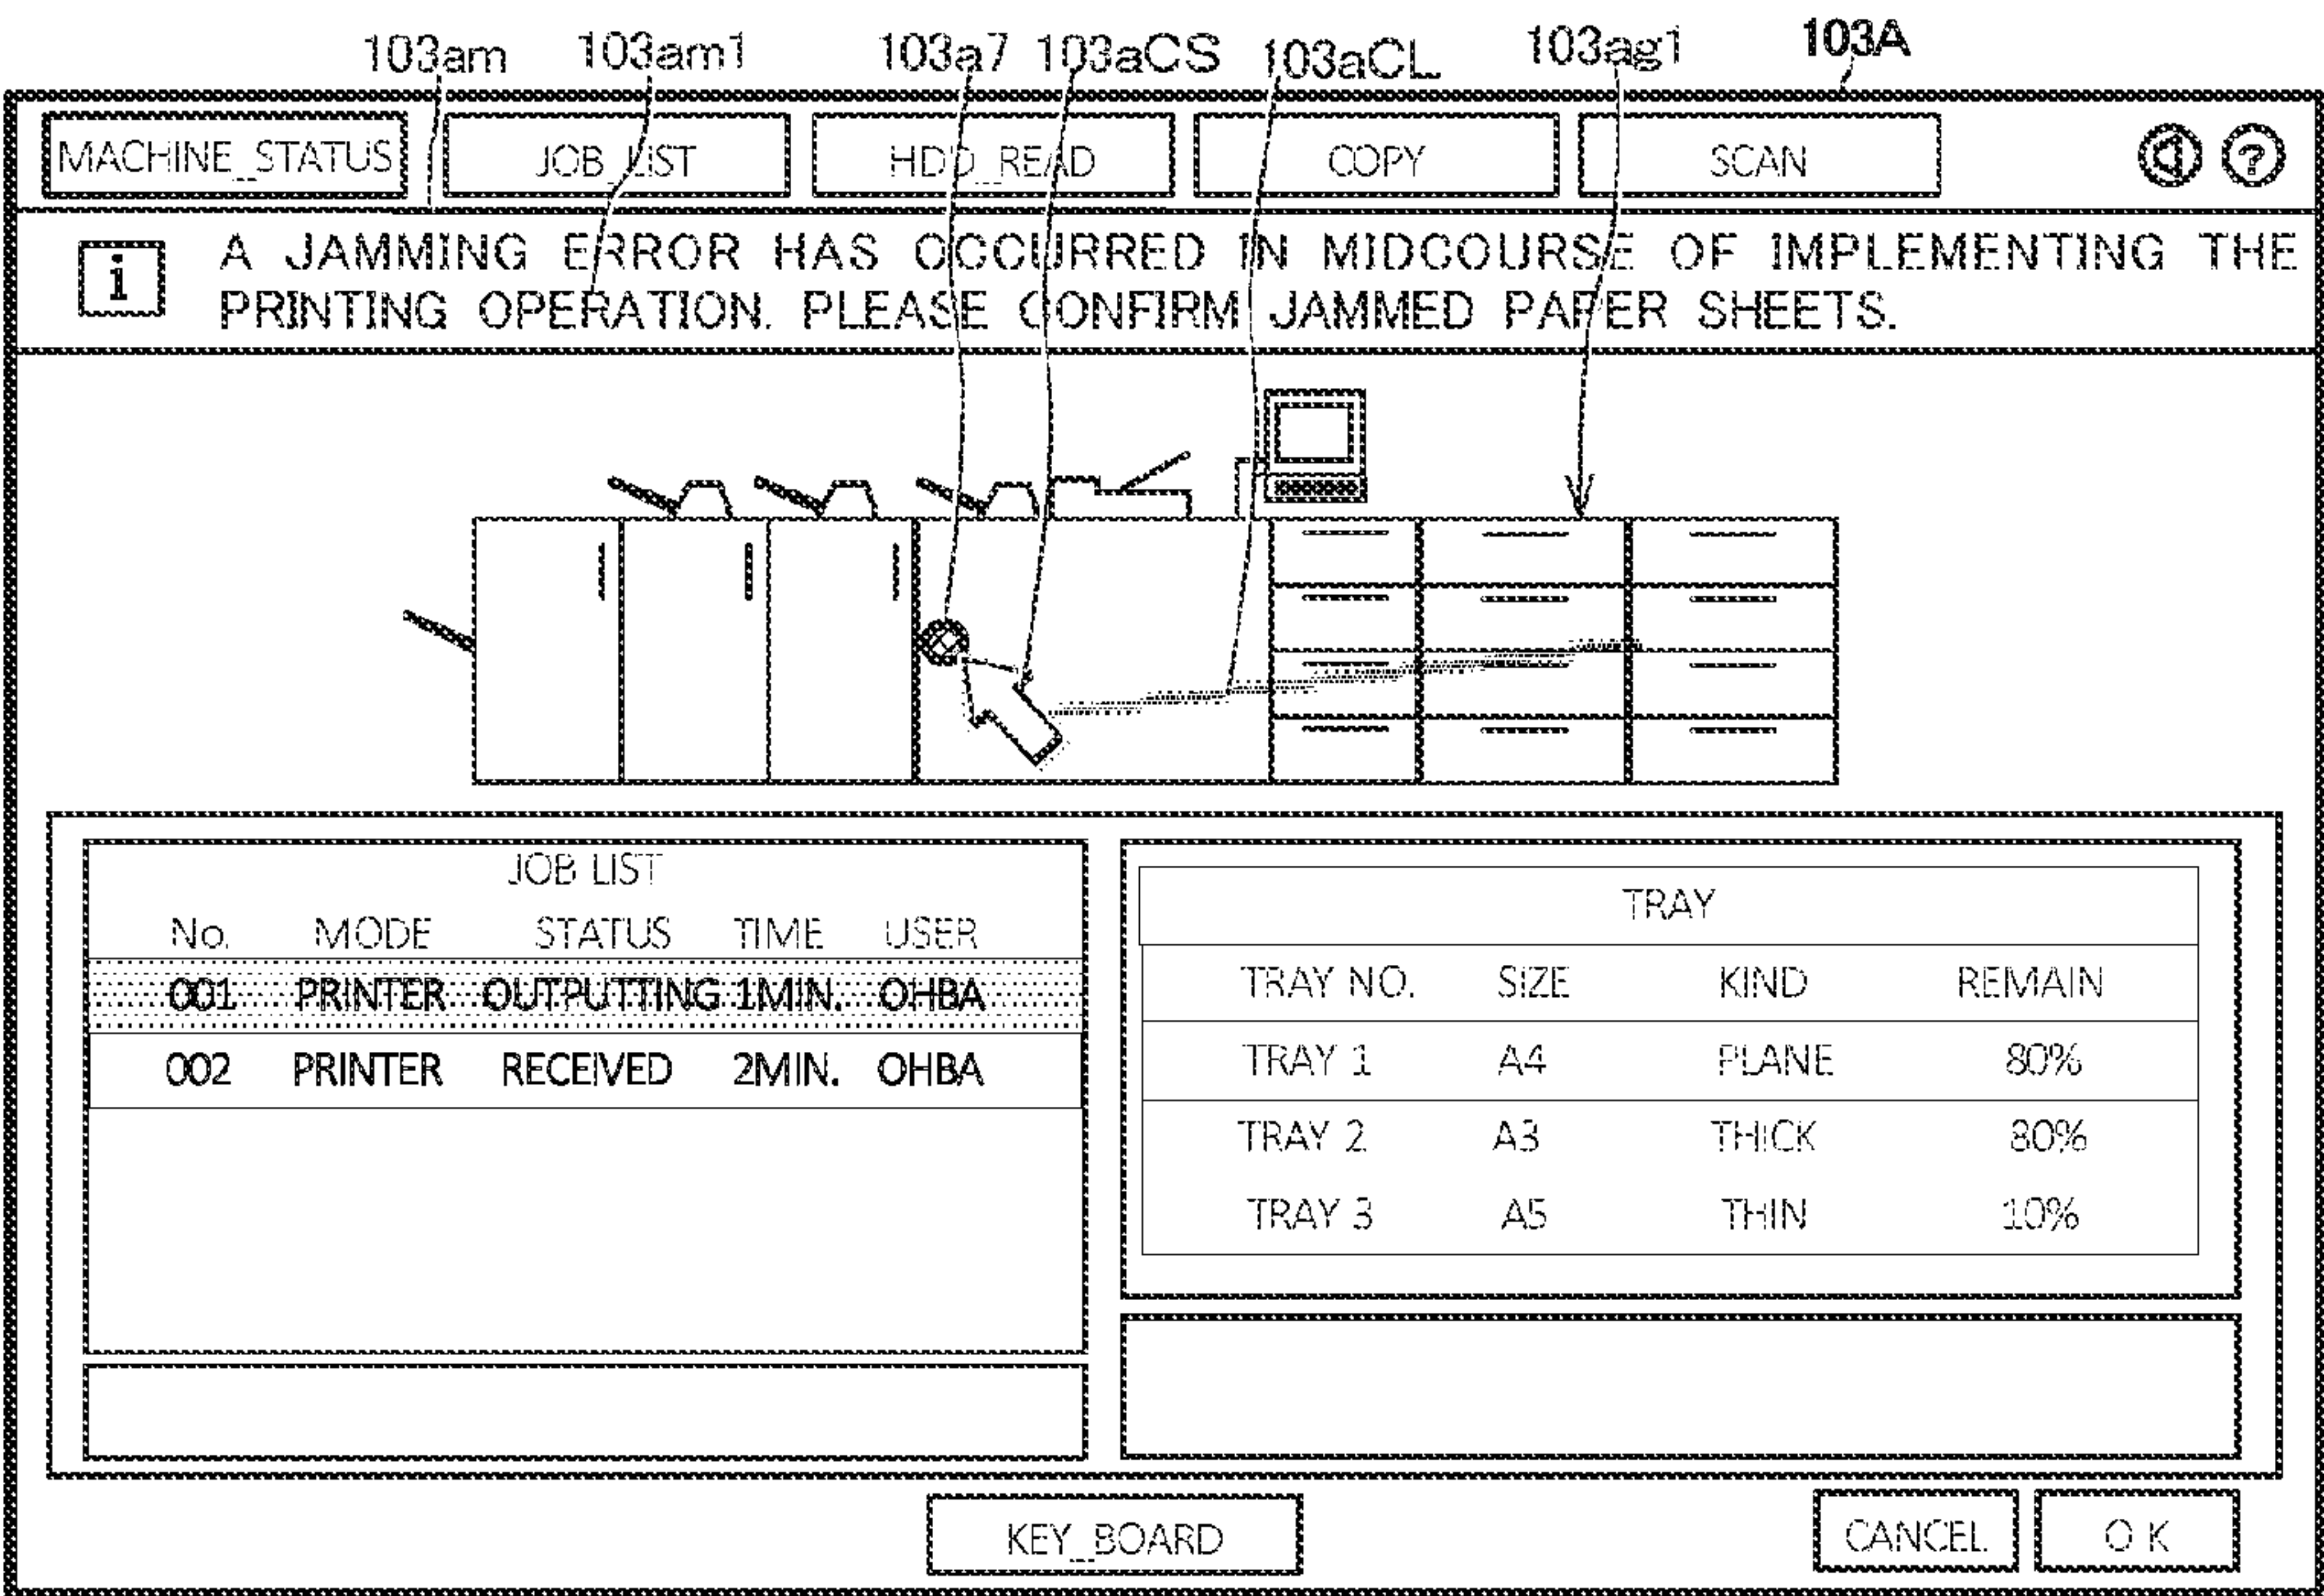 103am 103am1 103a7 103aCS 103aCL 103ag1 103A
MACHINE_STATUS JOB_LIST HDD_READ COPY SCAN ?
i A JAMMING ERROR HAS OCCURRED IN MIDCOURSE OF IMPLEMENTING THE
PRINTING OPERATION. PLEASE CONFIRM JAMMED PAPER SHEETS.
JOB LIST
No. MODE STATUS TIME USER
001 PRINTER OUTPUTTING 1MIN. OHBA
002 PRINTER RECEIVED 2MIN. OHBA
TRAY
TRAY NO. SIZE KIND REMAIN
TRAY 1 A4 PLANE 80%
TRAY 2 A3 THICK 80%
TRAY 3 A5 THIN 10%
KEY_BOARD CANCEL OK